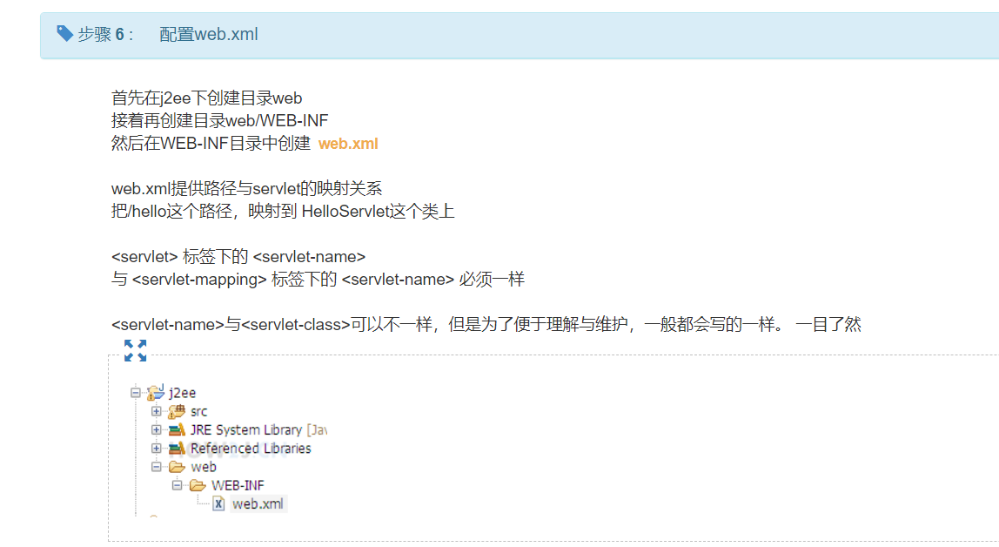 步骤 6 : 配置web.xml
首先在j2ee下创建目录web
接着再创建目录web/WEB-INF
然后在WEB-INF目录中创建 web.xml
web.xml提供路径与servlet的映射关系
把/hello这个路径，映射到 HelloServlet这个类上
<servlet> 标签下的 <servlet-name>
与 <servlet-mapping> 标签下的 <servlet-name> 必须一样
<servlet-name>与<servlet-class>可以不一样，但是为了便于理解与维护，一般都会写的一样。 一目了然
j2ee
src
JRE System Library [Jav
Referenced Libraries
web
WEB-INF
web.xml